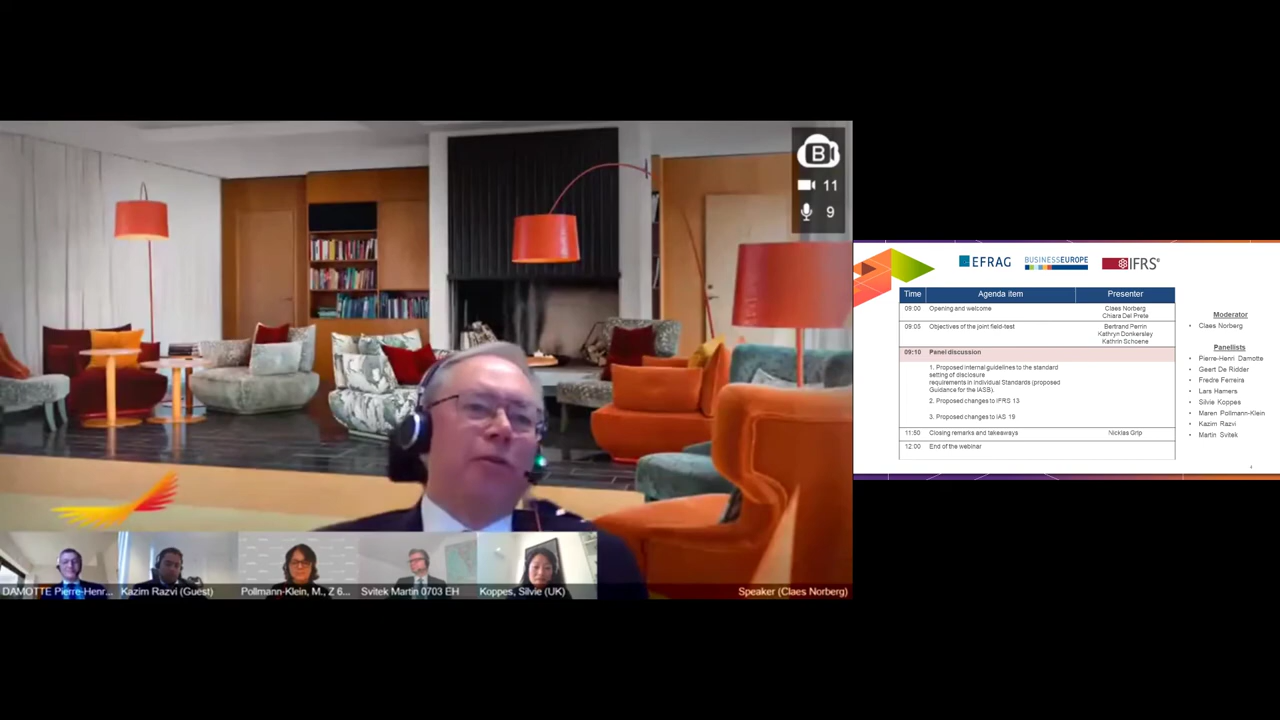 B
11
9
DAMOTTE Pierre-Henr...
Kazim Razvi (Guest)
Pollmann-Klein, M., Z 6...
Svitek Martin 0703 EH
Koppes, Silvie (UK)
Speaker (Claes Norberg)
EFRAG
BUSINESSEUROPE
IFRS®
Time Agenda item Presenter
09:00 Opening and welcome Claes Norberg
Chiara Del Prete
09:05 Objectives of the joint field-test Bertrand Perrin
Kathryn Donkersley
Kathrin Schoene
09:10 Panel discussion
1. Proposed internal guidelines to the standard
setting of disclosure
requirements in individual Standards (proposed
Guidance for the IASB).
2. Proposed changes to IFRS 13
3. Proposed changes to IAS 19
11:50 Closing remarks and takeaways Nicklas Grip
12:00 End of the webinar
Moderator
• Claes Norberg
Panellists
• Pierre-Henri Damotte
• Geert De Ridder
• Fredre Ferreira
• Lars Hamers
• Silvie Koppes
• Maren Pollmann-Klein
• Kazim Razvi
• Martin Svitek